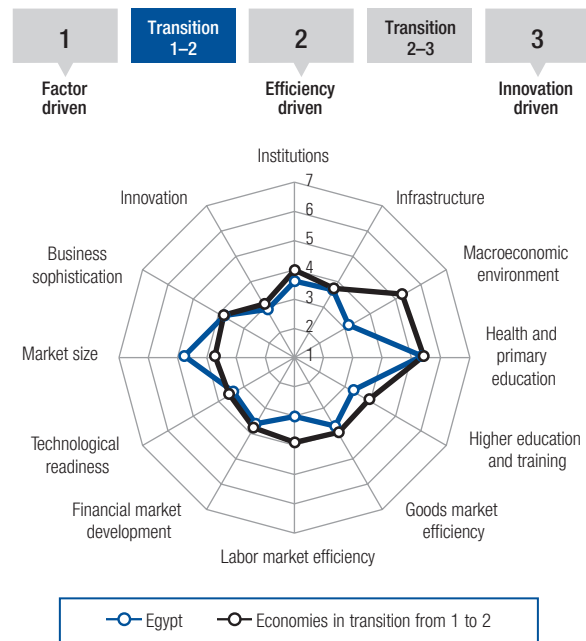 1
Transition
1–2
2
Transition
2–3
3
Factor
driven
Efficiency
driven
Innovation
driven
Institutions
Innovation
Infrastructure
Business
sophistication
Macroeconomic
environment
Market size
Health and
primary
education
Technological
readiness
Higher education
and training
Financial market
development
Goods market
efficiency
Labor market efficiency
7
6
5
4
3
2
1
Egypt
Economies in transition from 1 to 2